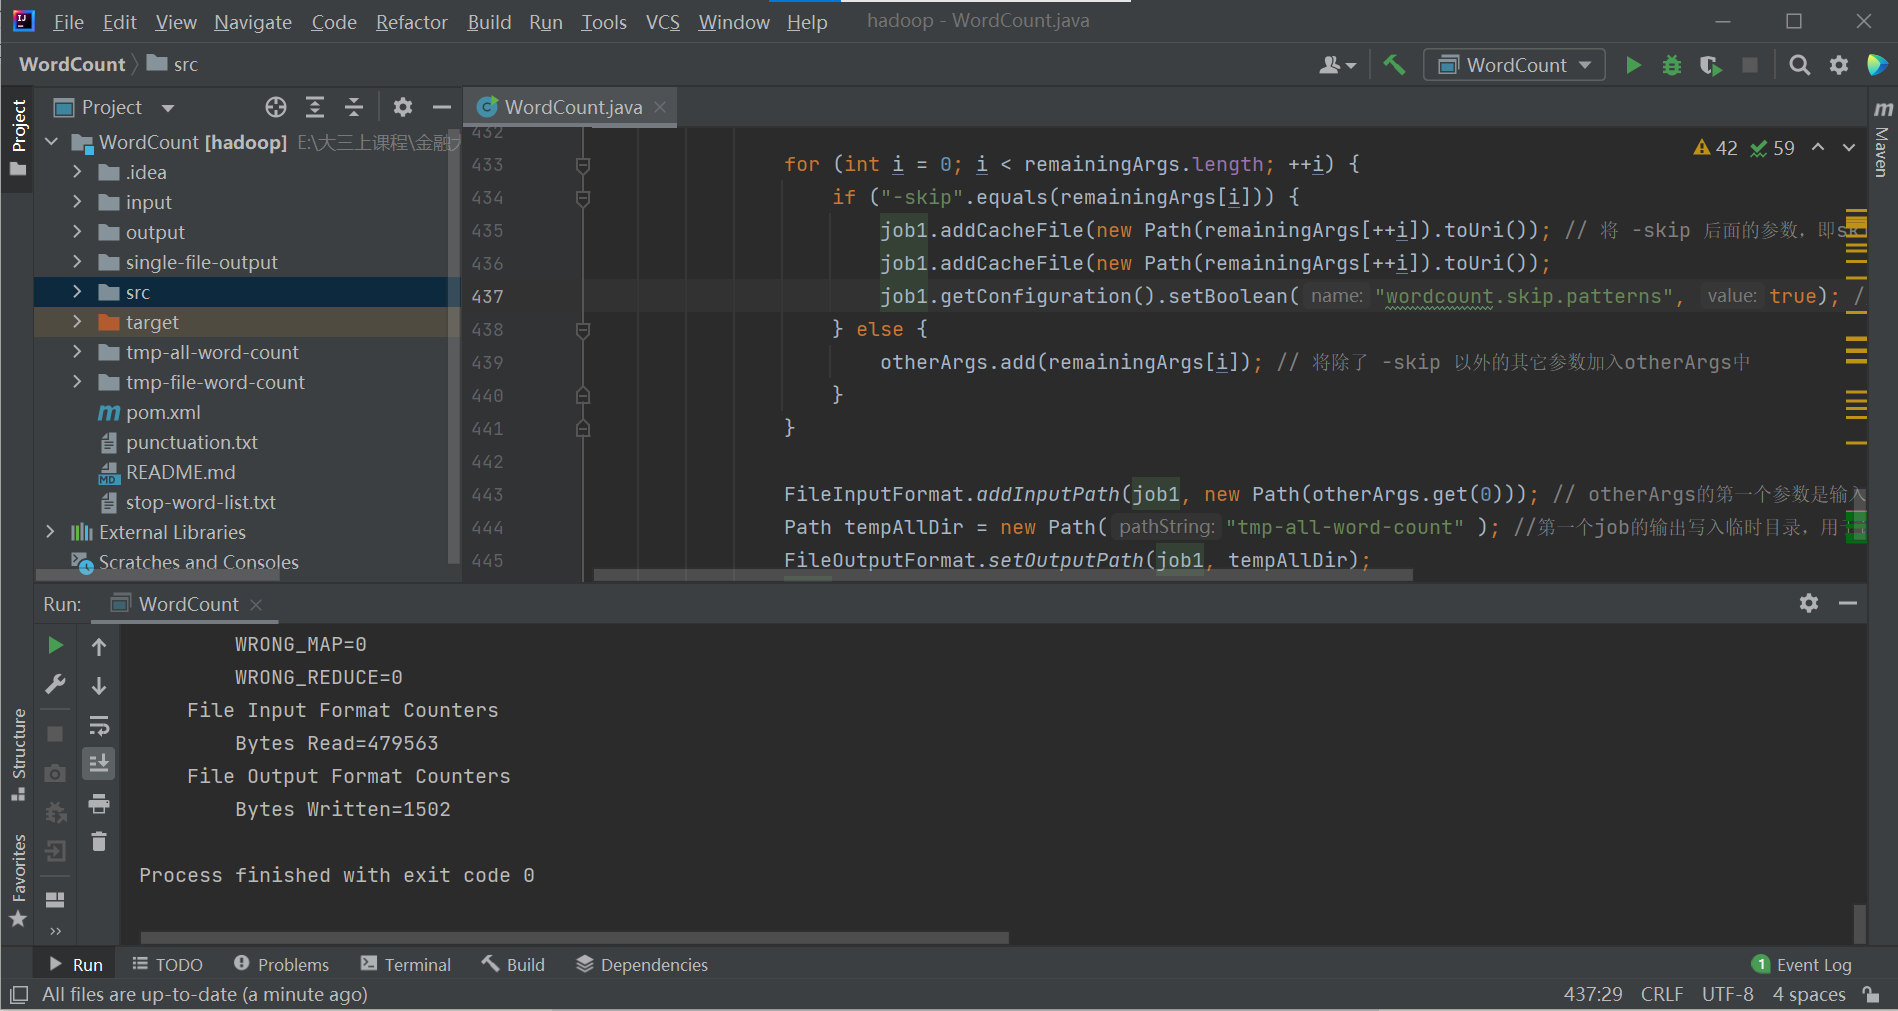 File Edit View Navigate Code Refactor Build Run Tools VCS Window Help hadoop - WordCount.java
WordCount src
WordCount
Project
WordCount.java
Project
WordCount [hadoop] E:\大三上课程\金融
.idea
input
output
single-file-output
src
target
tmp-all-word-count
tmp-file-word-count
pom.xml
punctuation.txt
README.md
stop-word-list.txt
External Libraries
Scratches and Consoles
42 59
Maven
432
433 for (int i = 0; i < remainingArgs.length; ++i) {
434 if ("-skip".equals(remainingArgs[i])) {
435 job1.addCacheFile(new Path(remainingArgs[++i]).toUri()); // 将 -skip 后面的参数，即sk
436 job1.addCacheFile(new Path(remainingArgs[++i]).toUri());
437 job1.getConfiguration().setBoolean( name: "wordcount.skip.patterns", value: true); /
438 } else {
439 otherArgs.add(remainingArgs[i]); // 将除了 -skip 以外的其它参数加入otherArgs中
440 }
441 }
442
443 FileInputFormat.addInputPath(job1, new Path(otherArgs.get(0))); // otherArgs的第一个参数是输入
444 Path tempAllDir = new Path( pathString: "tmp-all-word-count" ); //第一个job的输出写入临时目录，用
445 FileOutputFormat.setOutputPath(job1, tempAllDir);
Run: WordCount
WRONG_MAP=0
WRONG_REDUCE=0
File Input Format Counters
Bytes Read=479563
File Output Format Counters
Bytes Written=1502
Process finished with exit code 0
Structure
Favorites
Run TODO Problems Terminal Build Dependencies 1 Event Log
All files are up-to-date (a minute ago) 437:29 CRLF UTF-8 4 spaces